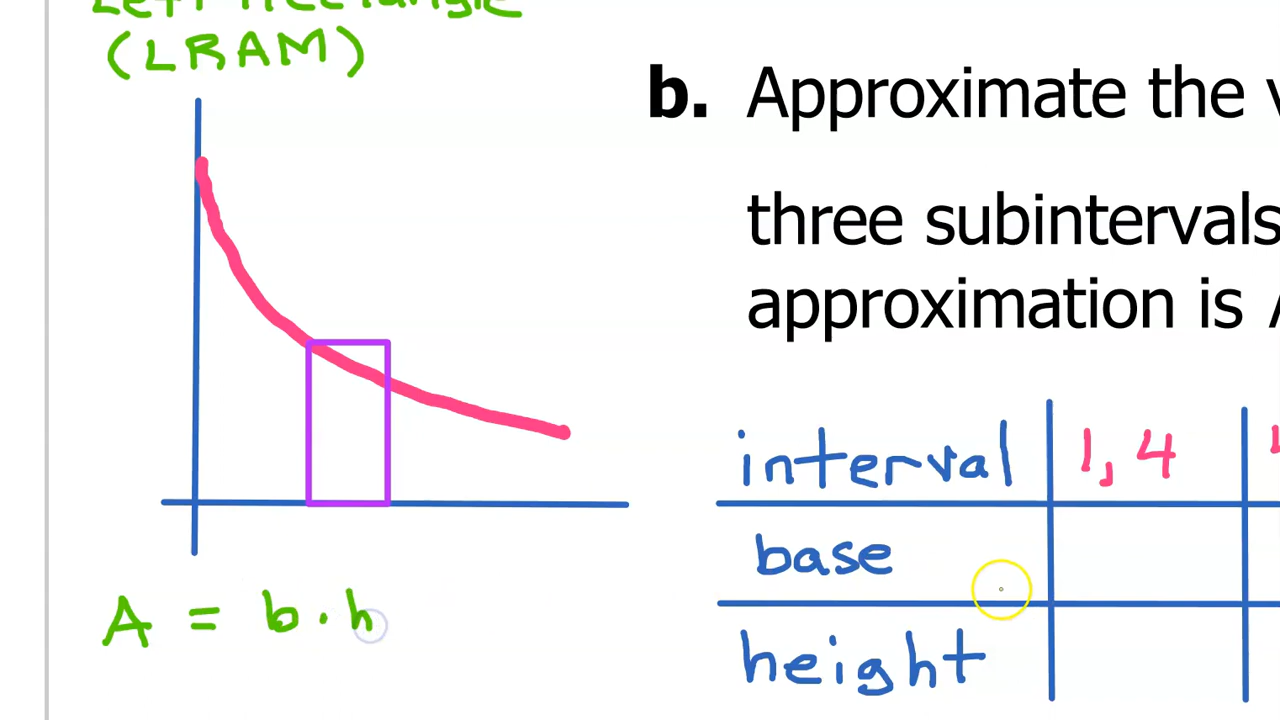 (LRAM)
b. Approximate the
three subintervals
approximation is
interval 1, 4
base
height
A = b · h